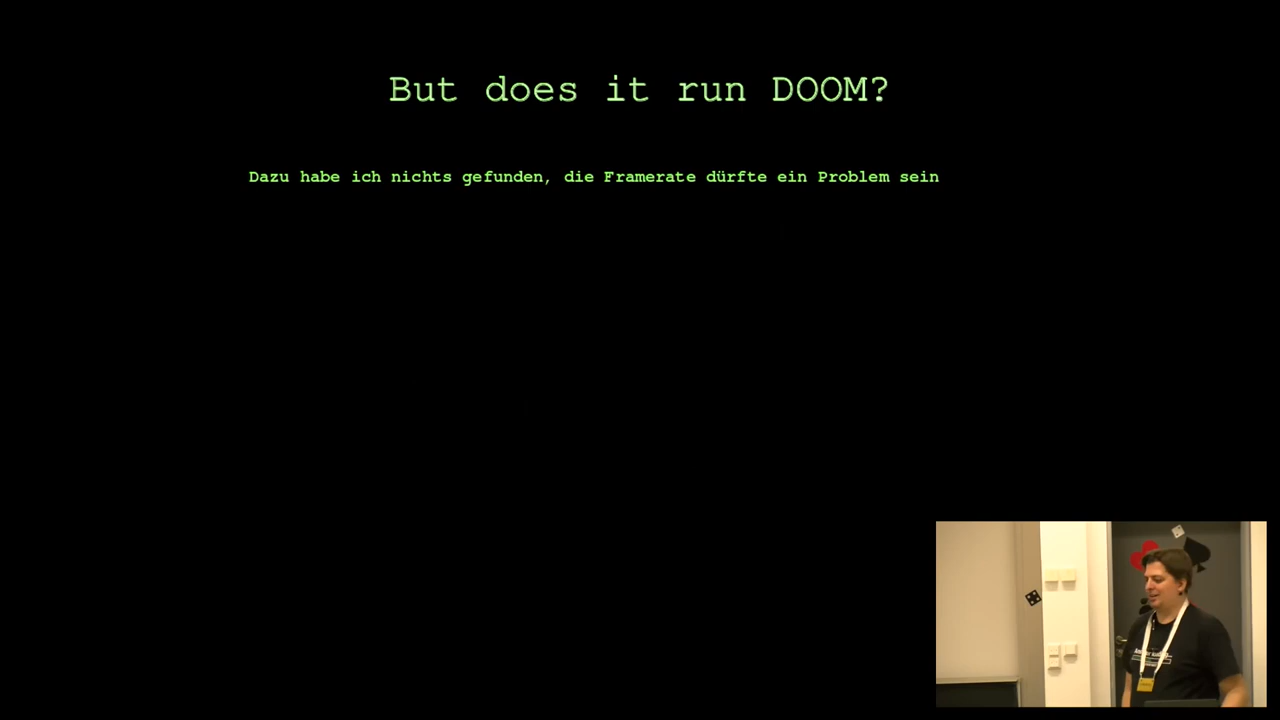 But does it run DOOM?
Dazu habe ich nichts gefunden, die Framerate dürfte ein Problem sein